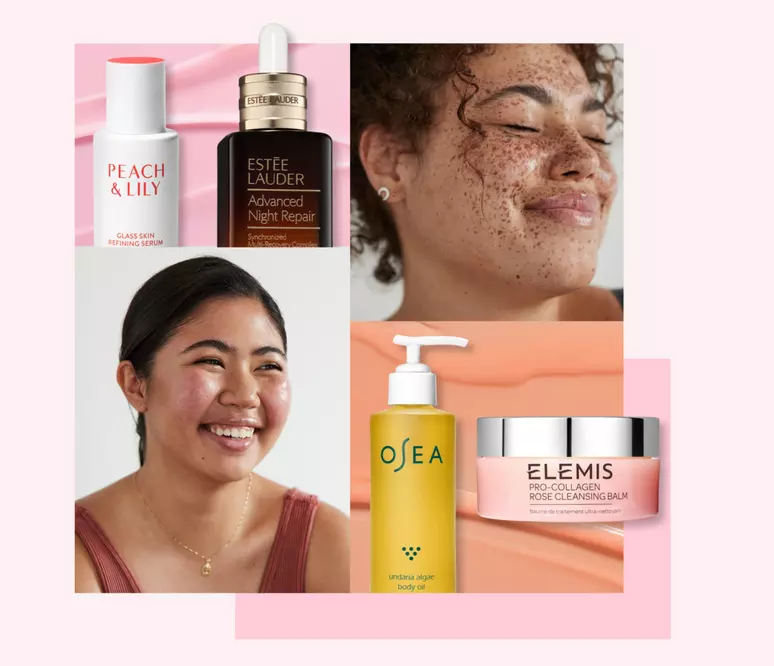 PEACH
& LILY
GLASS SKIN
REFINING SERUM
ESTĒE LAUDER
ESTĒE
LAUDER
Advanced
Night Repair
Synchronized
Multi-Recovery Complex
OSEA
undaria algae
body oil
ELEMIS
PRO-COLLAGEN
ROSE CLEANSING BALM
baume de traitement ultra-nettoyant